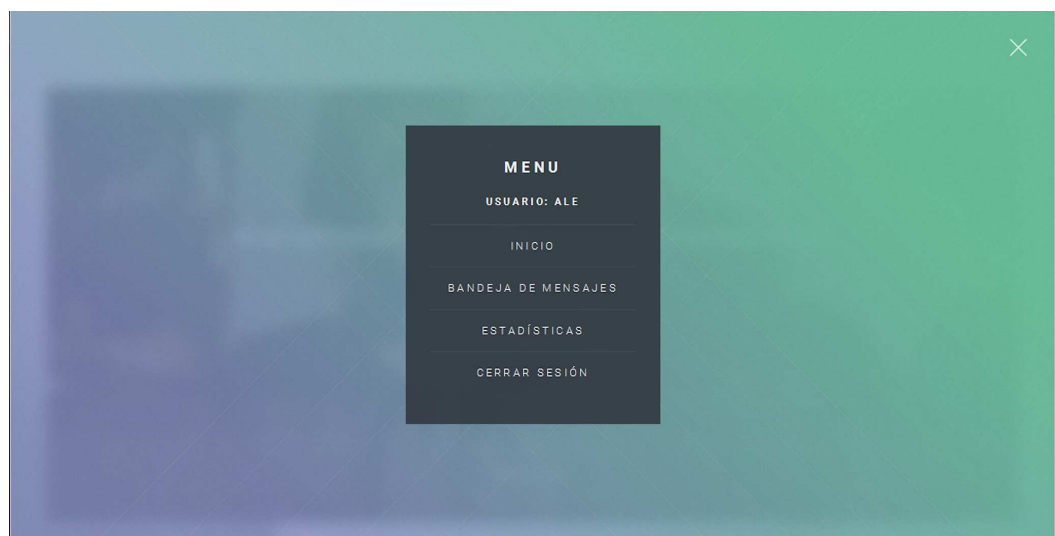 MENU
USUARIO: ALE
INICIO
BANDEJA DE MENSAJES
ESTADÍSTICAS
CERRAR SESIÓN